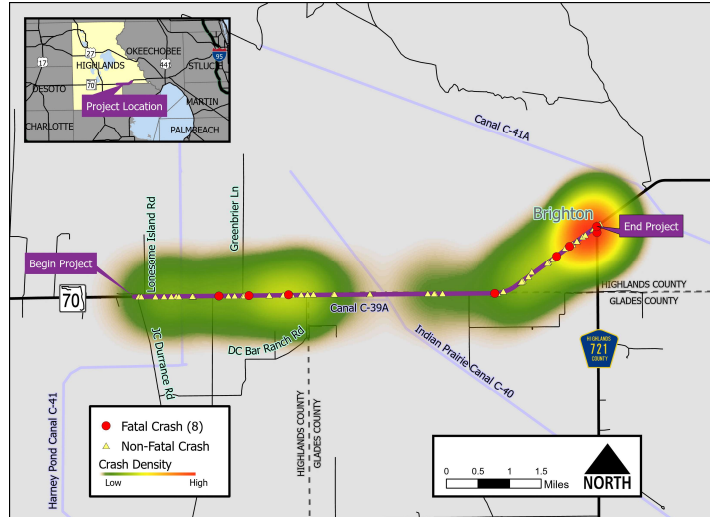 OKEECHOBEE
27
HIGHLANDS
17
441
ST LUCIE
95
DESOTO
70
MARTIN
Project Location
CHARLOTTE
PALM BEACH
Canal C-41A
Lonesome Island Rd
Greenbrier Ln
Brighton
End Project
Begin Project
HIGHLANDS COUNTY
GLADES COUNTY
70
Canal C-39A
JC Durrance Rd
DC Bar Ranch Rd
Indian Prairie Canal C-40
HIGHLANDS
721
COUNTY
Harney Pond Canal C-41
HIGHLANDS COUNTY
GLADES COUNTY
Fatal Crash (8)
Non-Fatal Crash
Crash Density
Low
High
0 0.5 1 1.5
Miles
NORTH